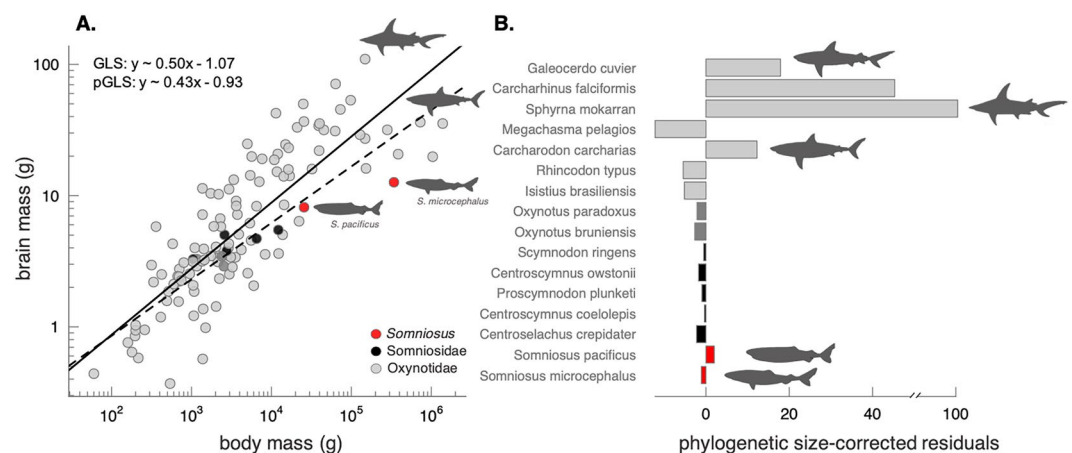 A.
GLS: y ~ 0.50x - 1.07
pGLS: y ~ 0.43x - 0.93
brain mass (g)
100
10
1
S. microcephalus
S. pacificus
Somniosus
Somniosidae
Oxynotidae
10² 10³ 10⁴ 10⁵ 10⁶
body mass (g)
B.
Galeocerdo cuvier
Carcharhinus falciformis
Sphyrna mokarran
Megachasma pelagios
Carcharodon carcharias
Rhincodon typus
Isistius brasiliensis
Oxynotus paradoxus
Oxynotus bruniensis
Scymnodon ringens
Centroscymnus owstonii
Proscymnodon plunketi
Centroscymnus coelolepis
Centroselachus crepidater
Somniosus pacificus
Somniosus microcephalus
0 20 40 // 100
phylogenetic size-corrected residuals